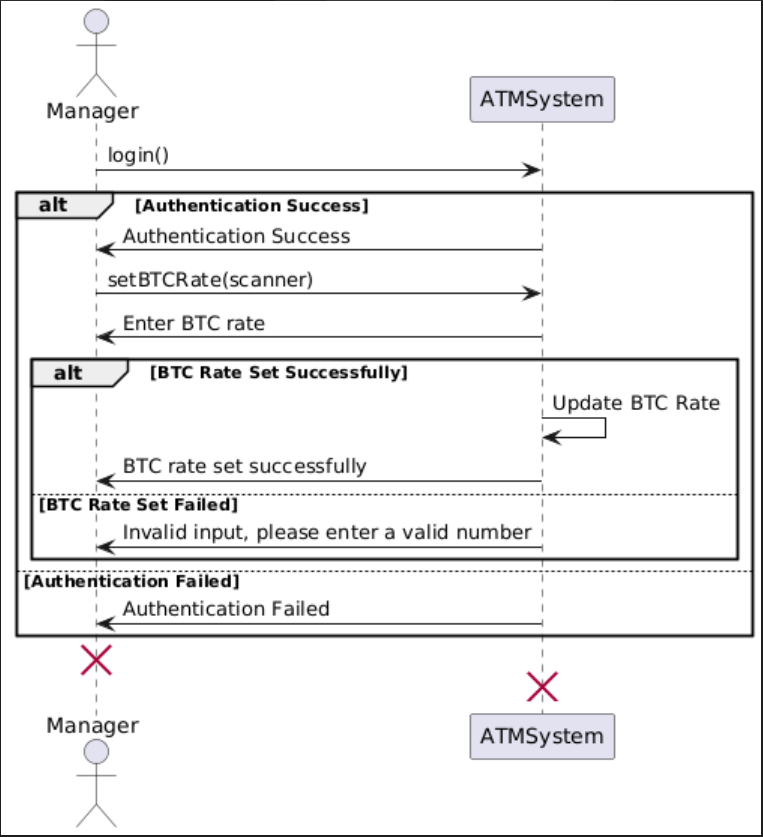 Manager
ATMSystem
login()
alt [Authentication Success]
Authentication Success
setBTCRate(scanner)
Enter BTC rate
alt [BTC Rate Set Successfully]
Update BTC Rate
BTC rate set successfully
[BTC Rate Set Failed]
Invalid input, please enter a valid number
[Authentication Failed]
Authentication Failed
Manager
ATMSystem